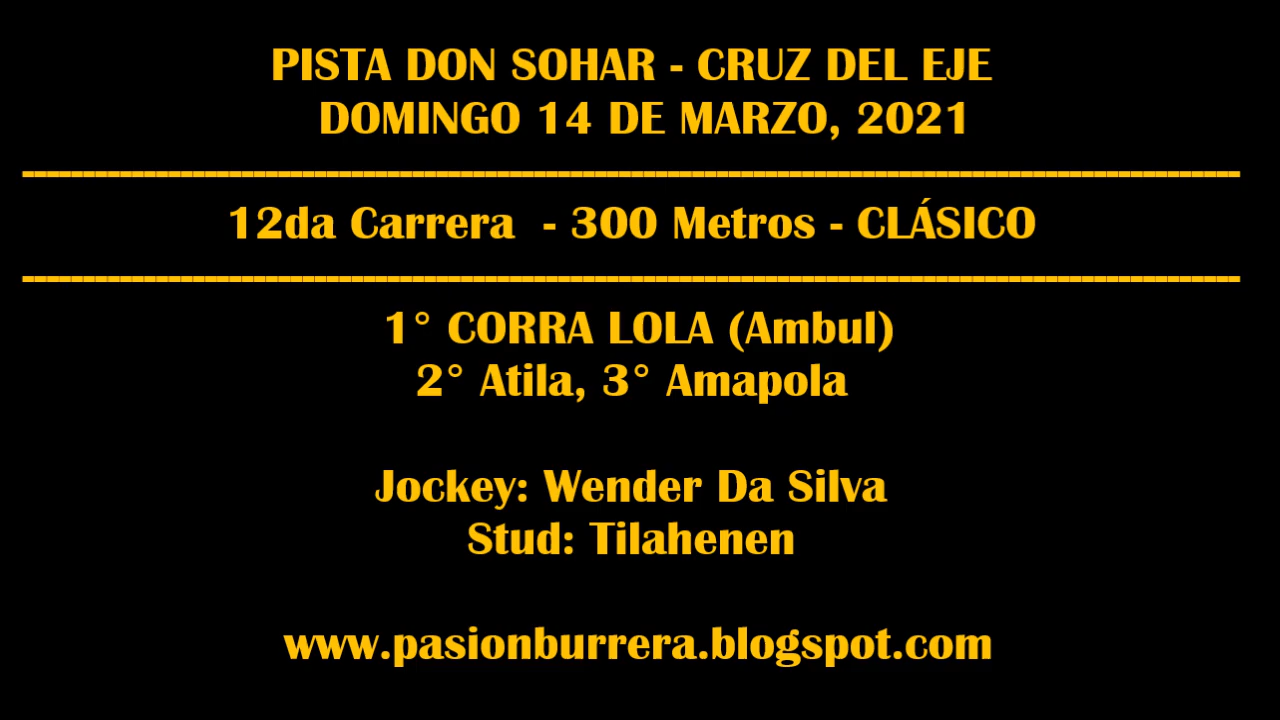 PISTA DON SOHAR - CRUZ DEL EJE
DOMINGO 14 DE MARZO, 2021
12da Carrera - 300 Metros - CLÁSICO
1° CORRA LOLA (Ambul)
2° Atila, 3° Amapola
Jockey: Wender Da Silva
Stud: Tilahenen
www.pasionburrera.blogspot.com